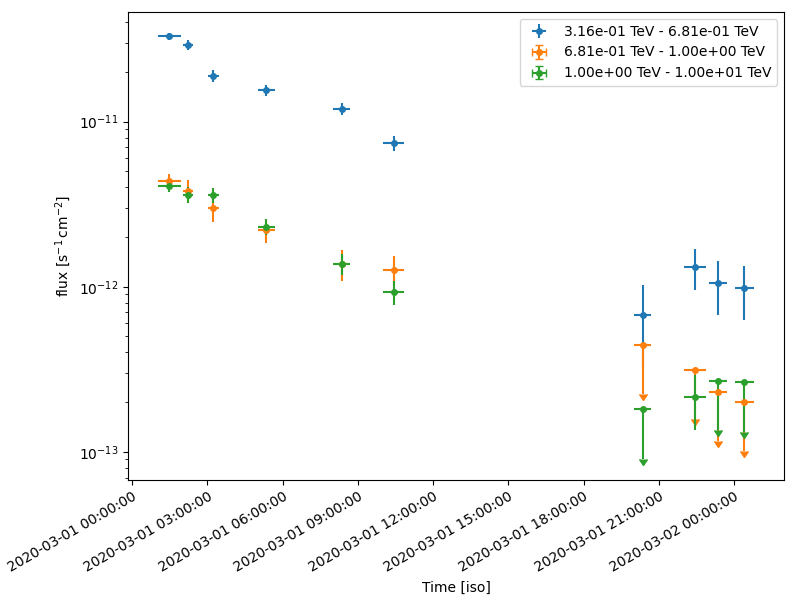 3.16e-01 TeV - 6.81e-01 TeV
6.81e-01 TeV - 1.00e+00 TeV
1.00e+00 TeV - 1.00e+01 TeV
10⁻¹¹
10⁻¹²
10⁻¹³
flux [s⁻¹ cm⁻²]
2020-03-01 00:00:00
2020-03-01 03:00:00
2020-03-01 06:00:00
2020-03-01 09:00:00
2020-03-01 12:00:00
2020-03-01 15:00:00
2020-03-01 18:00:00
2020-03-01 21:00:00
2020-03-02 00:00:00
Time [iso]